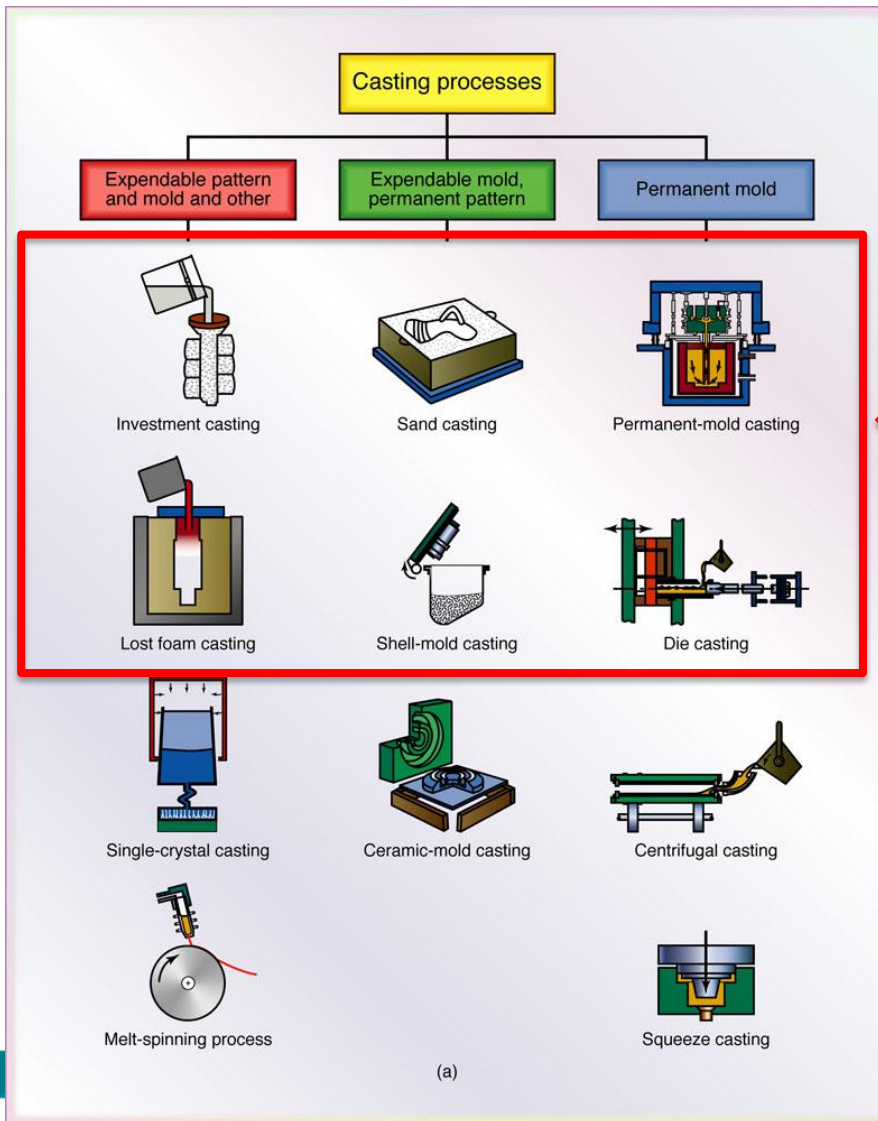 Casting processes
Expendable pattern
and mold and other
Expendable mold,
permanent pattern
Permanent mold
Investment casting
Sand casting
Permanent-mold casting
Lost foam casting
Shell-mold casting
Die casting
Single-crystal casting
Ceramic-mold casting
Centrifugal casting
Melt-spinning process
Squeeze casting
(a)